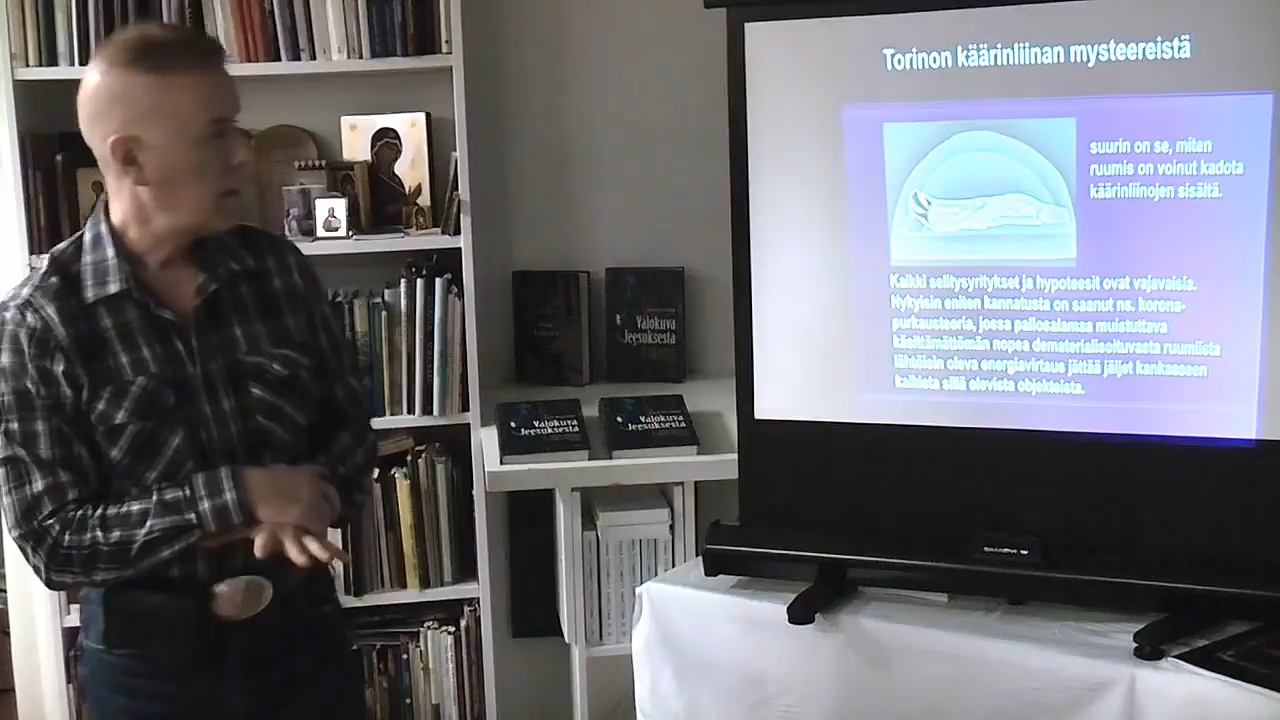 Torinon käärinliinan mysteereistä
suurin on se, miten
ruumis on voinut kadota
käärinliinojen sisältä.
Kaikki selitysyritykset ja hypoteesit ovat vajavaisia.
Nykyisin eniten kannatusta on saanut ns. korona-
purkausteoria, jossa pallosalamaa muistuttava
käsittämättömän nopea dematerialisoituvasta ruumiista
lähtöisin oleva energiavirtaus jättää jäljet kankaaseen
kaikista sillä olevista objekteista.
Valokuva
Jeesuksesta
Valokuva
Jeesuksesta
Valokuva
Jeesuksesta